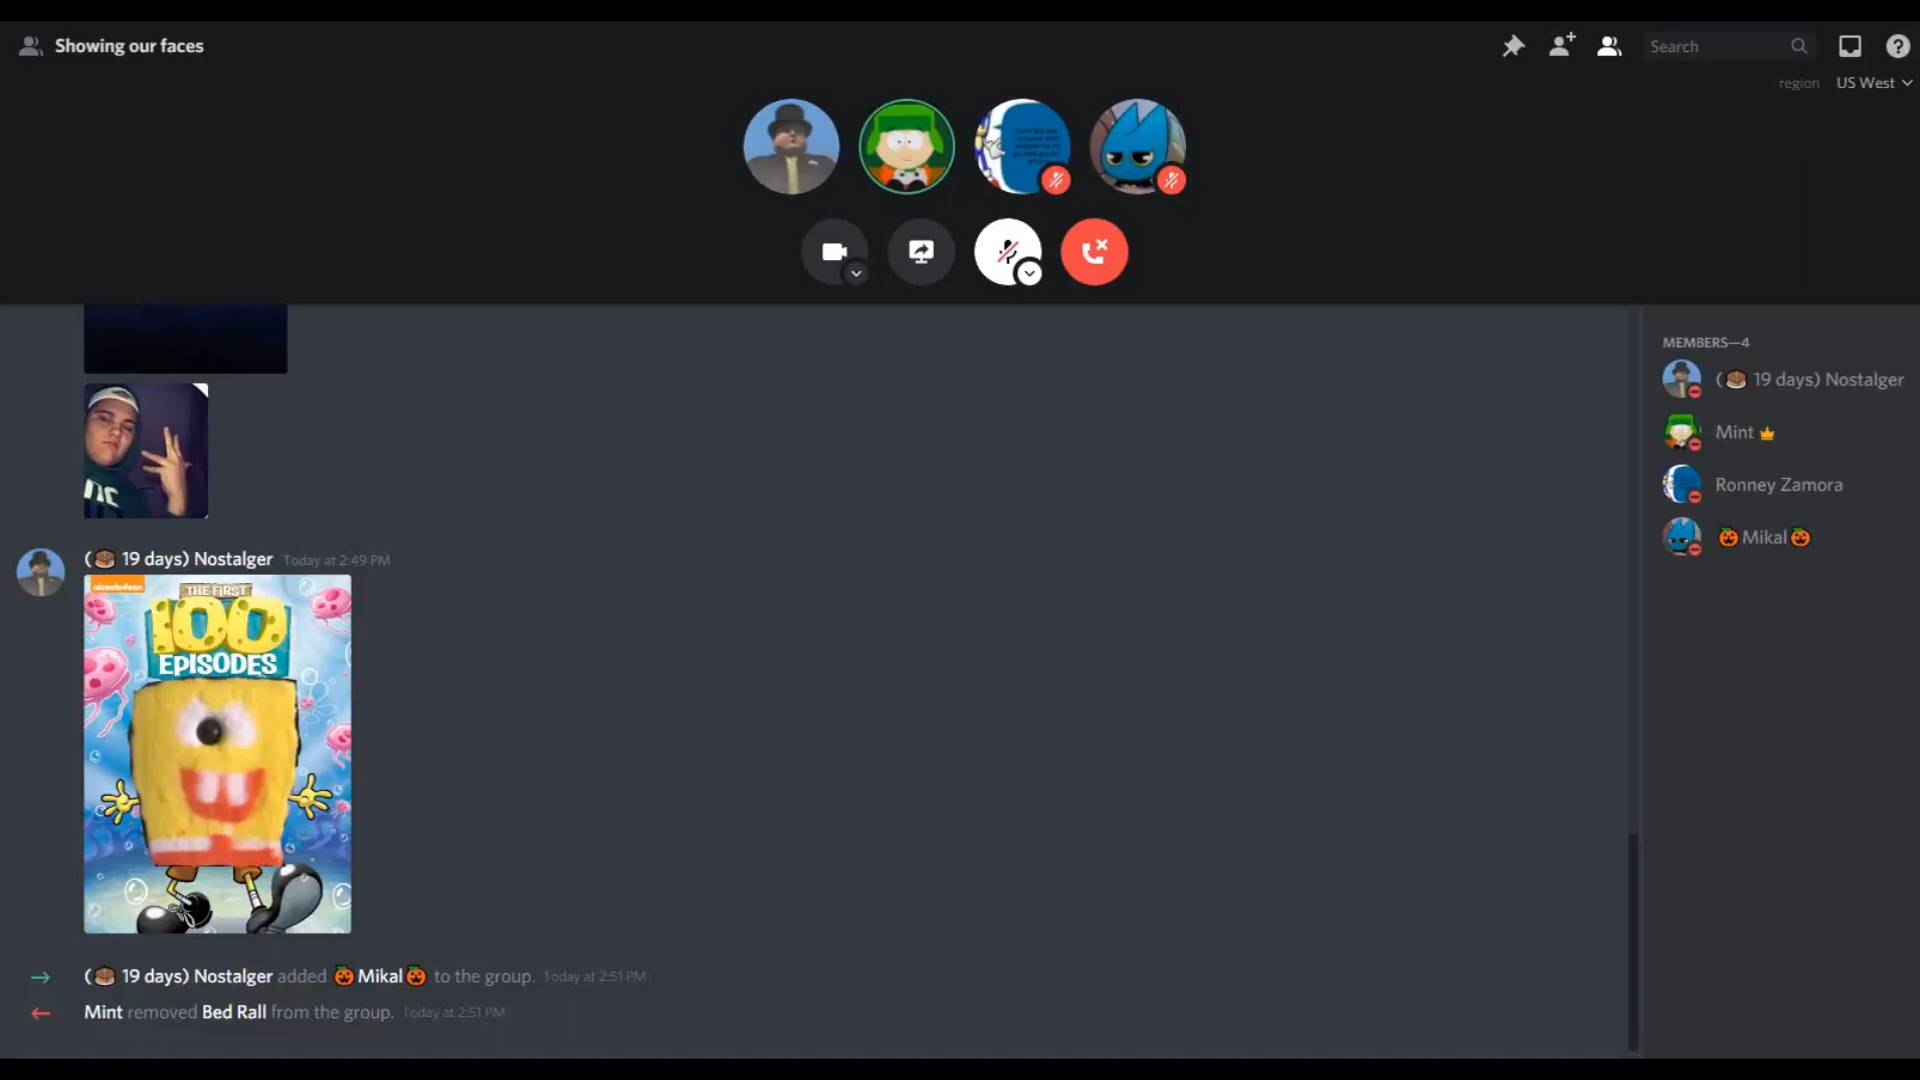 Showing our faces
Search
region US West
MEMBERS—4
(19 days) Nostalger
Mint
Ronney Zamora
🎃Mikal🎃
nc
(19 days) Nostalger Today at 2:49 PM
nickelodeon
THE FIRST
100
EPISODES
(19 days) Nostalger added 🎃Mikal🎃 to the group. Today at 2:51 PM
Mint removed Bed Rall from the group. Today at 2:51 PM